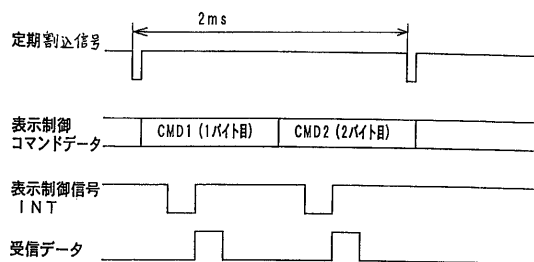 2ms
定期割込信号
表示制御
コマンドデータ
CMD1 (1バイト目)
CMD2 (2バイト目)
表示制御信号
INT
受信データ